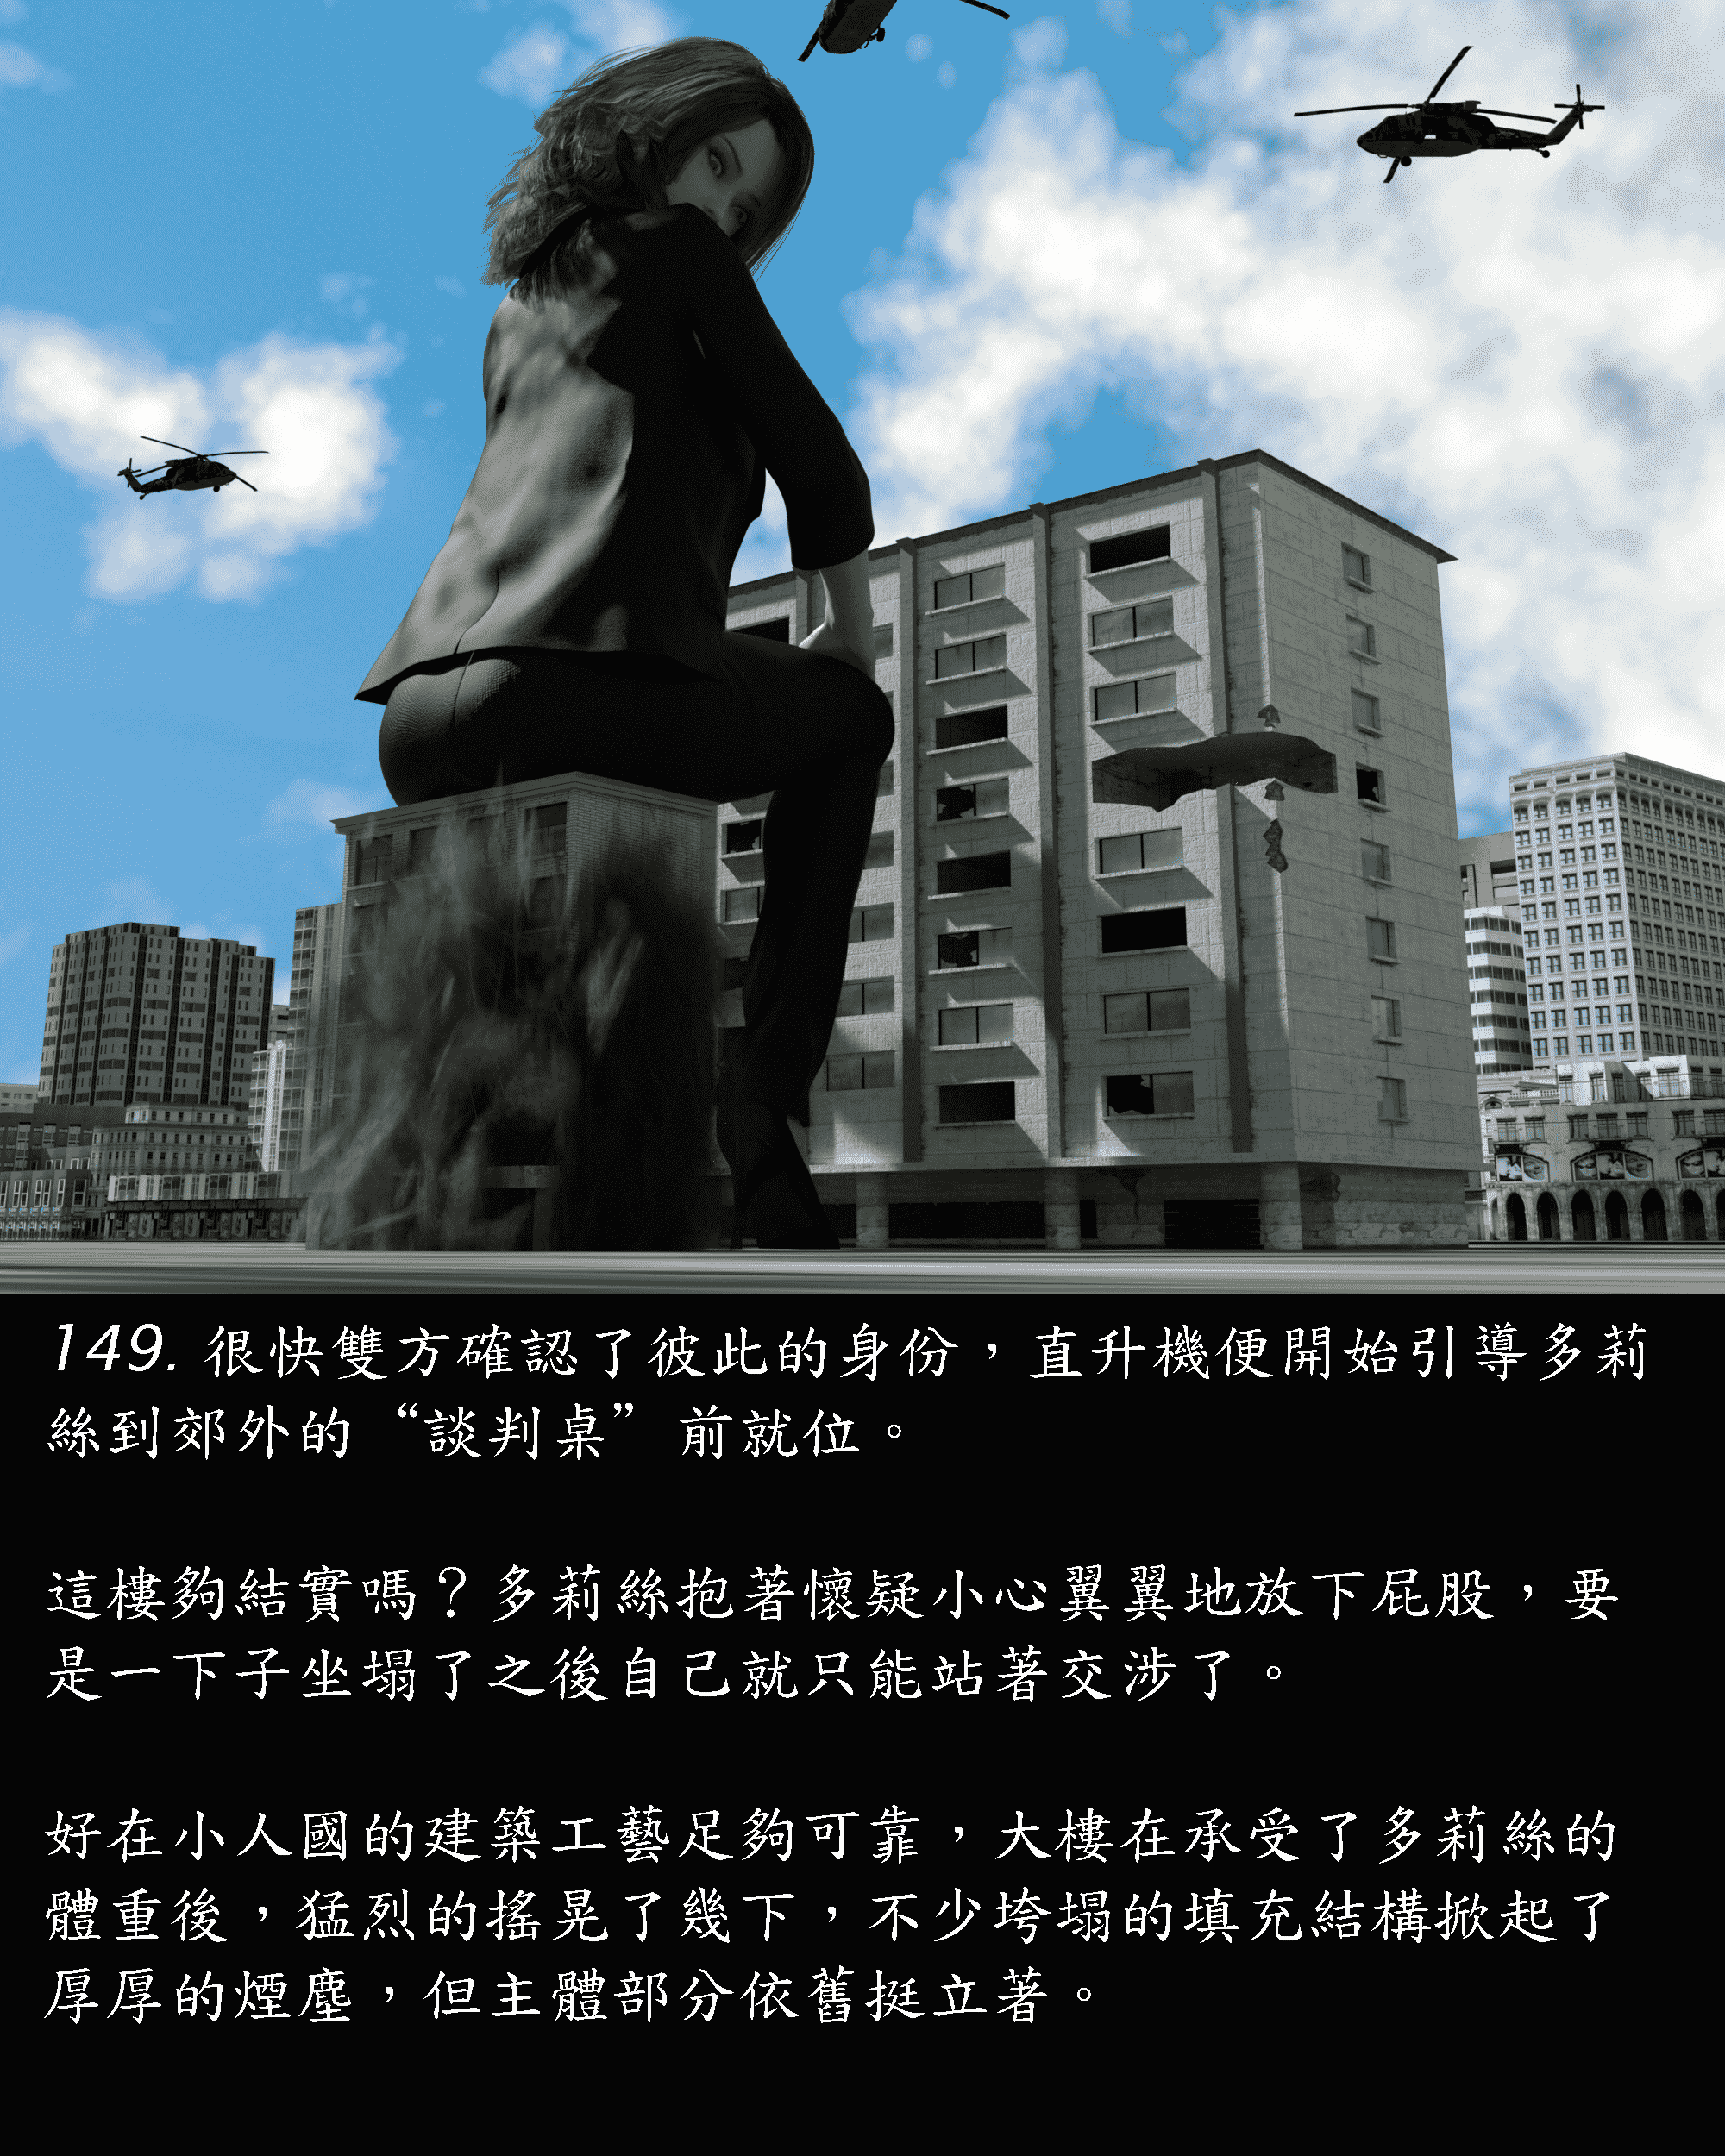 149. 很快雙方確認了彼此的身份，直升機便開始引導多莉
絲到郊外的“談判桌”前就位。
這樓夠結實嗎？多莉絲抱著懷疑小心翼翼地放下屁股，要
是一下子坐塌了之後自己就只能站著交涉了。
好在小人國的建築工藝足夠可靠，大樓在承受了多莉絲的
體重後，猛烈的搖晃了幾下，不少垮塌的填充結構掀起了
厚厚的煙塵，但主體部分依舊挺立著。